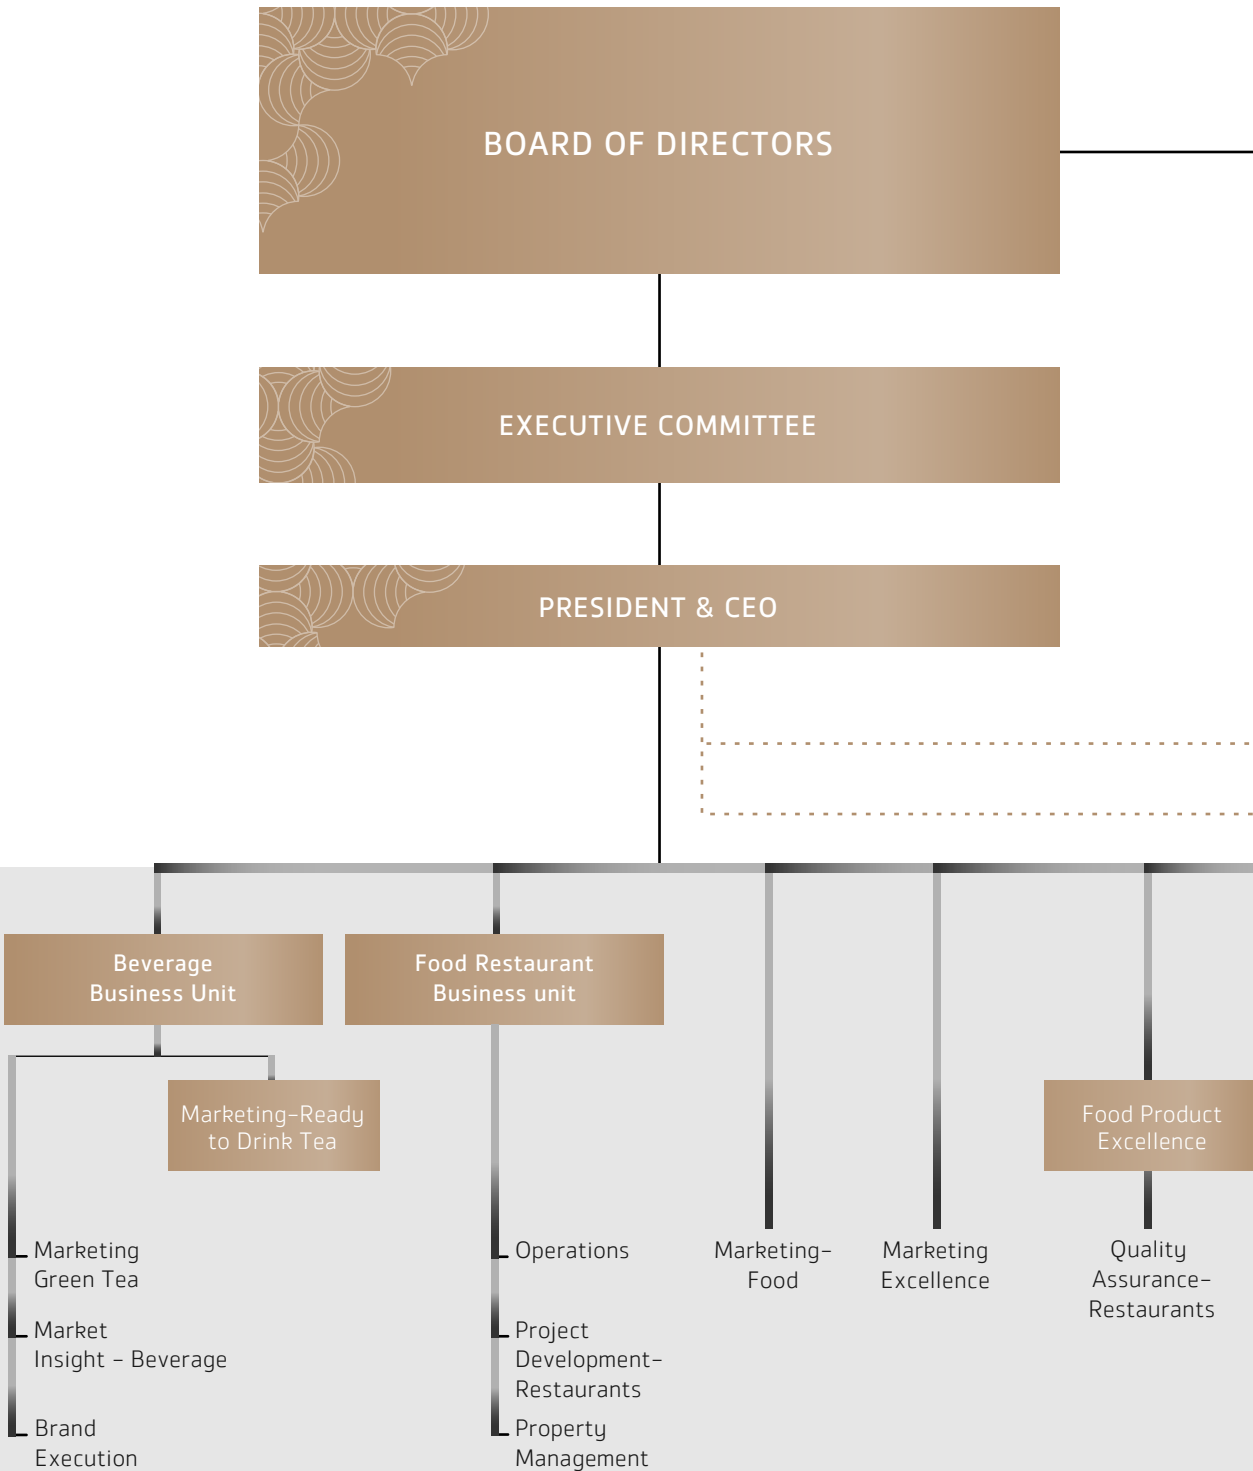 BOARD OF DIRECTORS
EXECUTIVE COMMITTEE
PRESIDENT & CEO
Beverage
Business Unit
Food Restaurant
Business unit
Marketing-Ready
to Drink Tea
Food Product
Excellence
Marketing
Green Tea
Market
Insight - Beverage
Brand
Execution
Operations
Project
Development-
Restaurants
Property
Management
Marketing-
Food
Marketing
Excellence
Quality
Assurance-
Restaurants